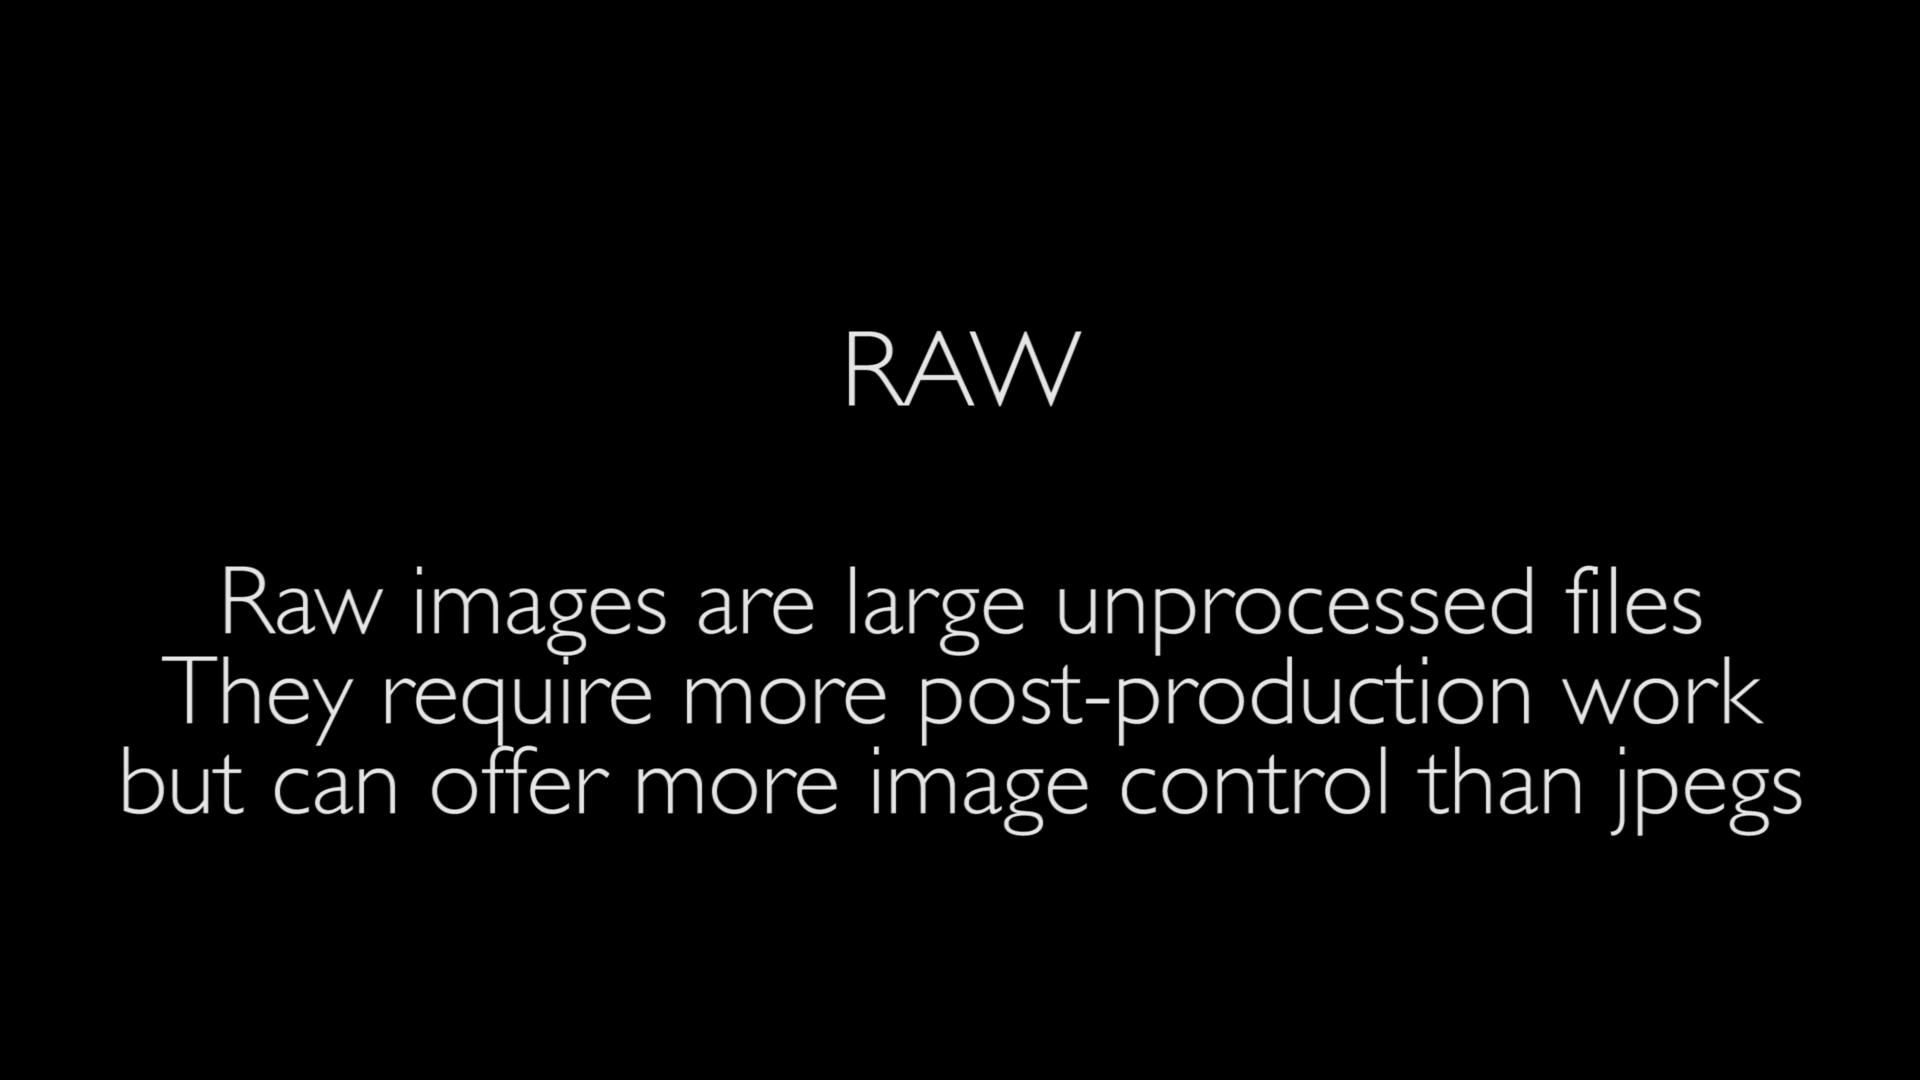 RAW
Raw images are large unprocessed files
They require more post-production work
but can offer more image control than jpegs